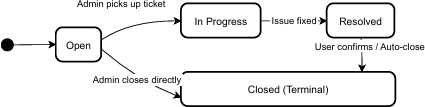 Admin picks up ticket
In Progress
Issue fixed
Resolved
Open
User confirms / Auto-close
Admin closes directly
Closed (Terminal)